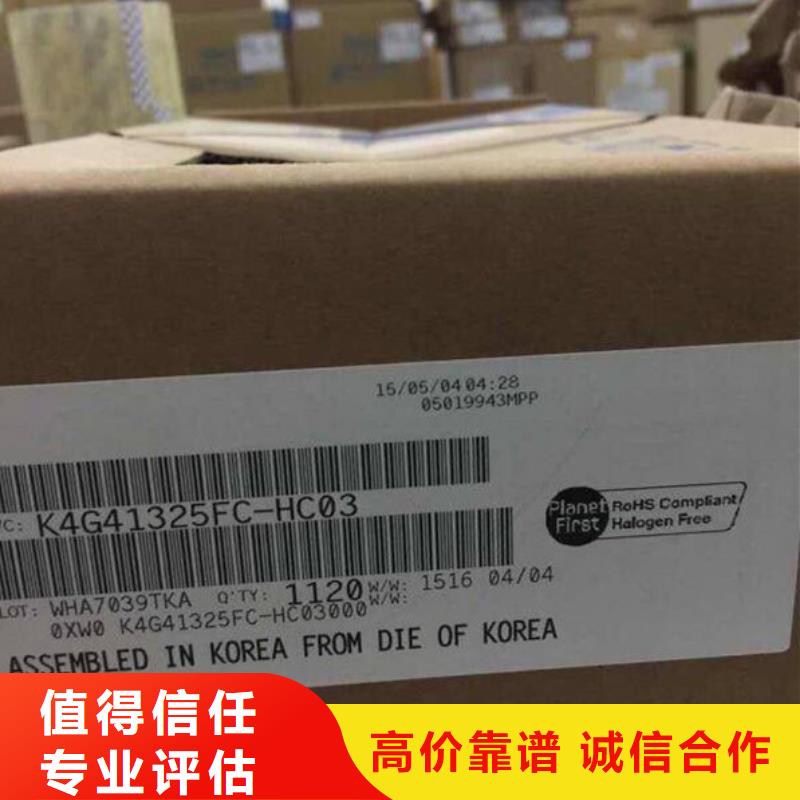 15/05/04 04:28
05019943MPP
/C: K4G41325FC-HC03
Planet First
RoHS Compliant/
Halogen Free
LOT: WHA7039TKA Q'TY: 1120 W/W: 1516 04/04
W/W:
0XW0 K4G41325FC-HC03000
ASSEMBLED IN KOREA FROM DIE OF KOREA
值得信任
专业评估
高价靠谱 诚信合作